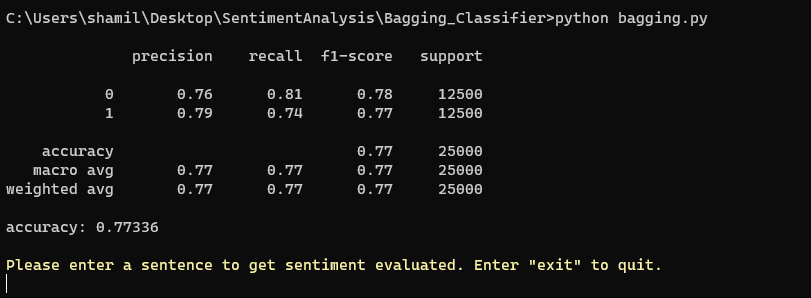 C:\Users\shamil\Desktop\SentimentAnalysis\Bagging_Classifier>python bagging.py
precision recall f1-score support
0 0.76 0.81 0.78 12500
1 0.79 0.74 0.77 12500
accuracy 0.77 25000
macro avg 0.77 0.77 0.77 25000
weighted avg 0.77 0.77 0.77 25000
accuracy: 0.77336
Please enter a sentence to get sentiment evaluated. Enter "exit" to quit.